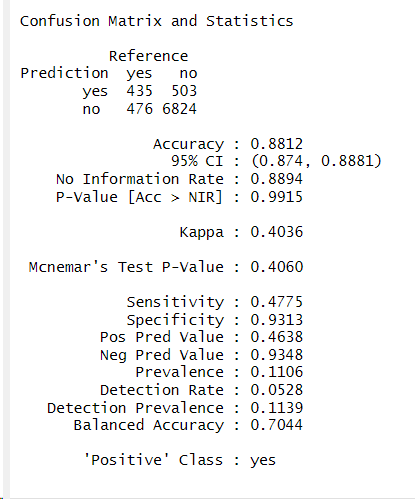 Confusion Matrix and Statistics
Reference
Prediction yes no
yes 435 503
no 476 6824
Accuracy : 0.8812
95% CI : (0.874, 0.8881)
No Information Rate : 0.8894
P-Value [Acc > NIR] : 0.9915
Kappa : 0.4036
Mcnemar's Test P-Value : 0.4060
Sensitivity : 0.4775
Specificity : 0.9313
Pos Pred Value : 0.4638
Neg Pred Value : 0.9348
Prevalence : 0.1106
Detection Rate : 0.0528
Detection Prevalence : 0.1139
Balanced Accuracy : 0.7044
'Positive' Class : yes